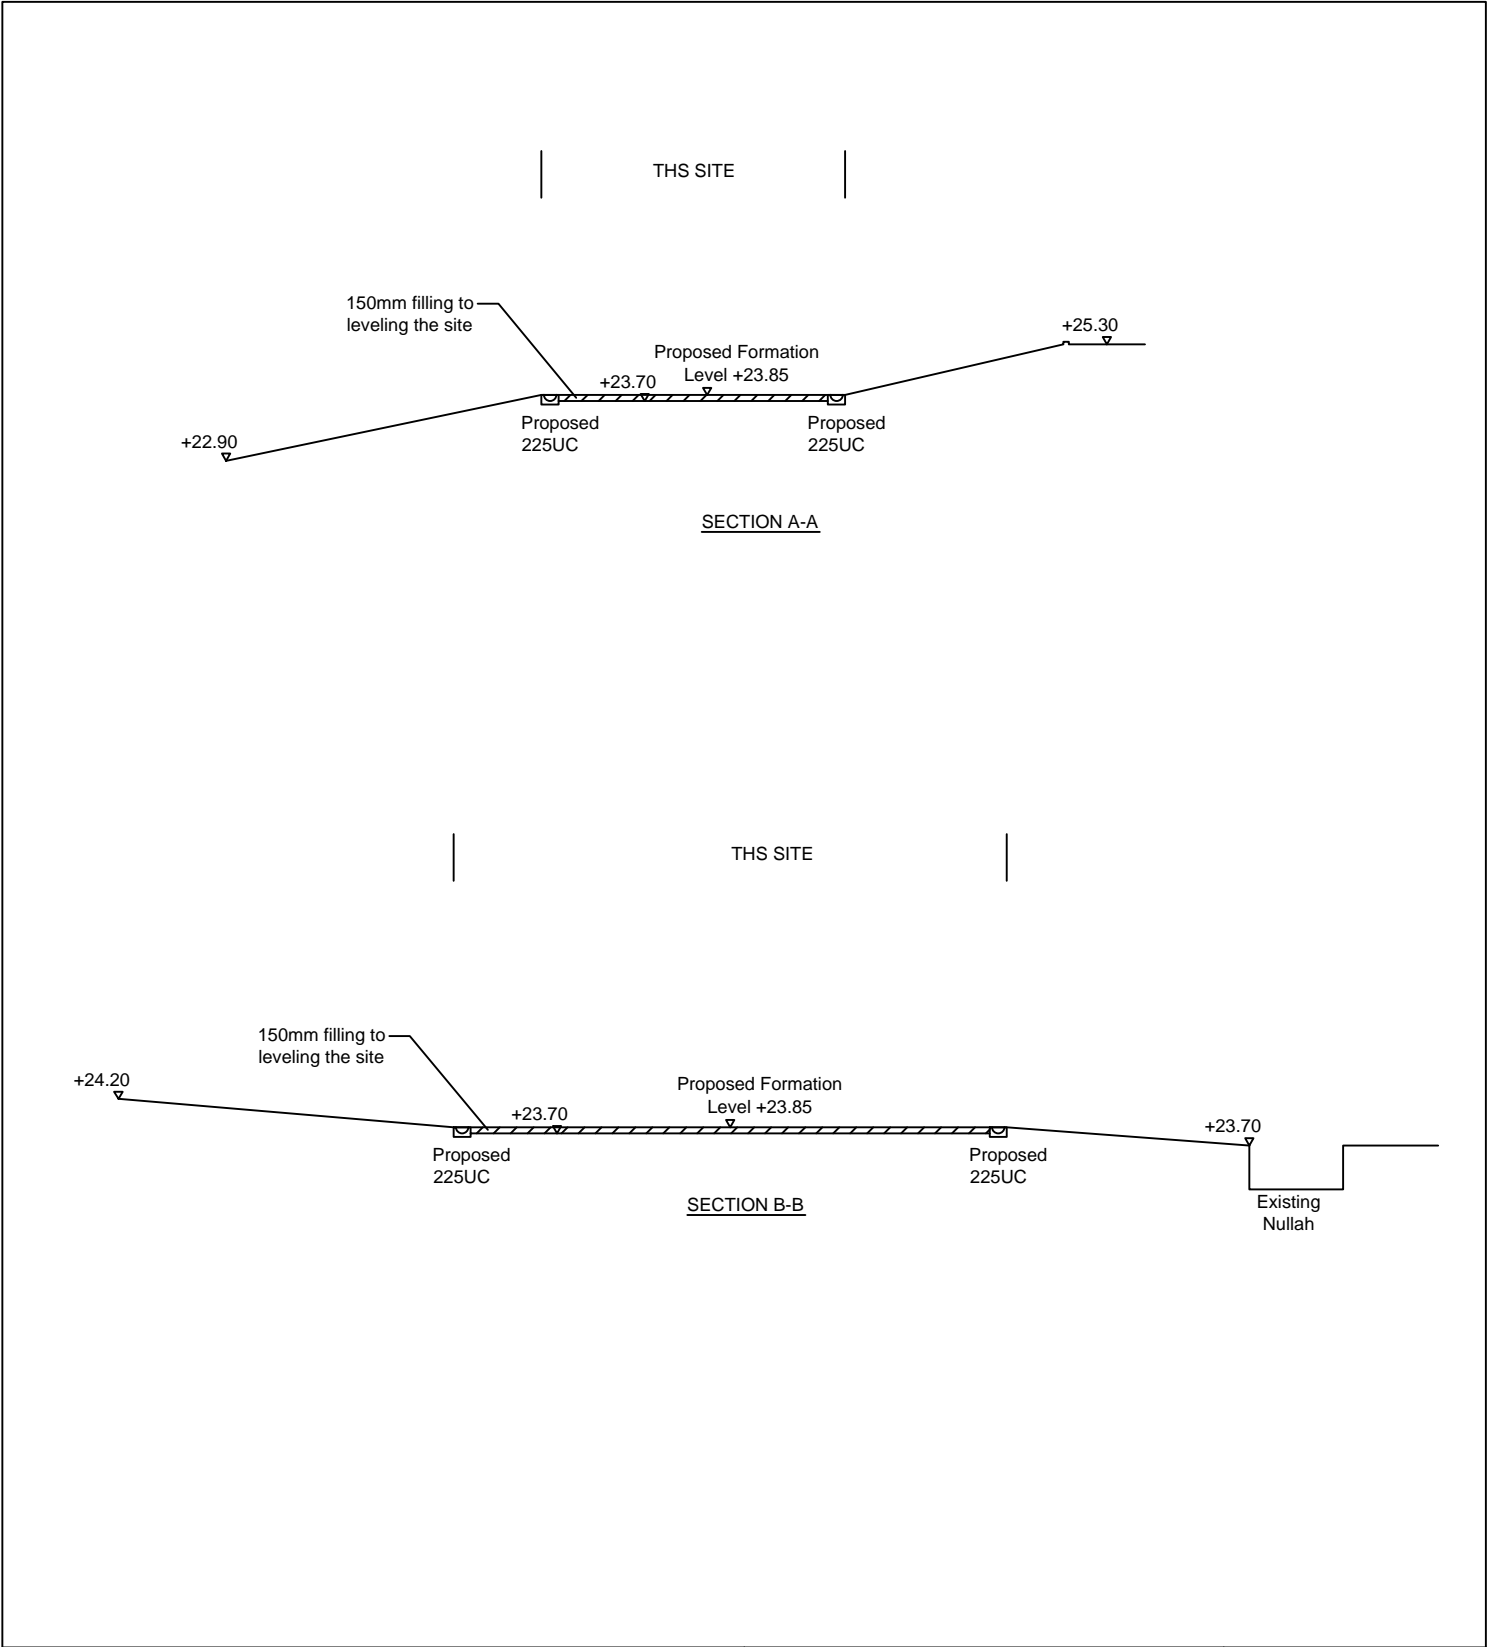 THS SITE
150mm filling to
leveling the site
+25.30
Proposed Formation
Level +23.85
+23.70
Proposed
225UC
Proposed
225UC
+22.90
SECTION A-A
THS SITE
150mm filling to
leveling the site
+24.20
Proposed Formation
Level +23.85
+23.70
+23.70
Proposed
225UC
Proposed
225UC
SECTION B-B
Existing
Nullah